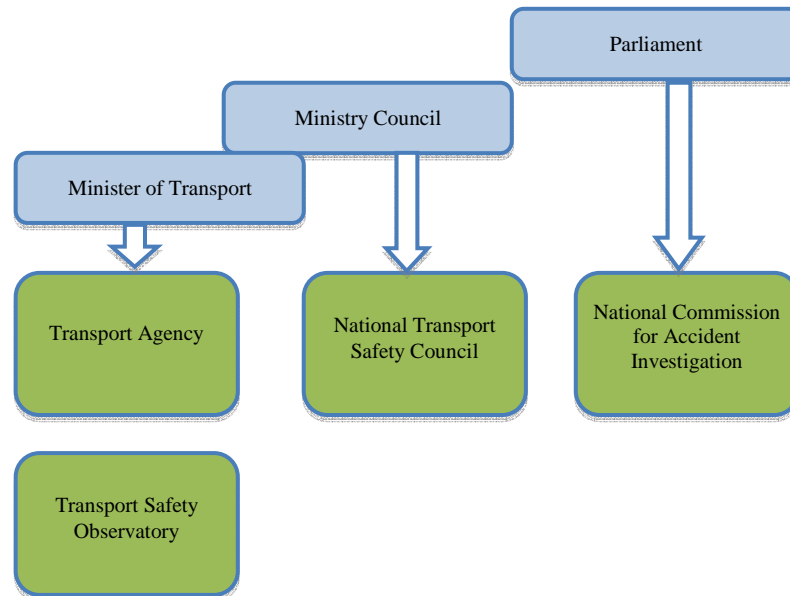 Parliament
Ministry Council
Minister of Transport
Transport Agency
National Transport
Safety Council
National Commission
for Accident
Investigation
Transport Safety
Observatory